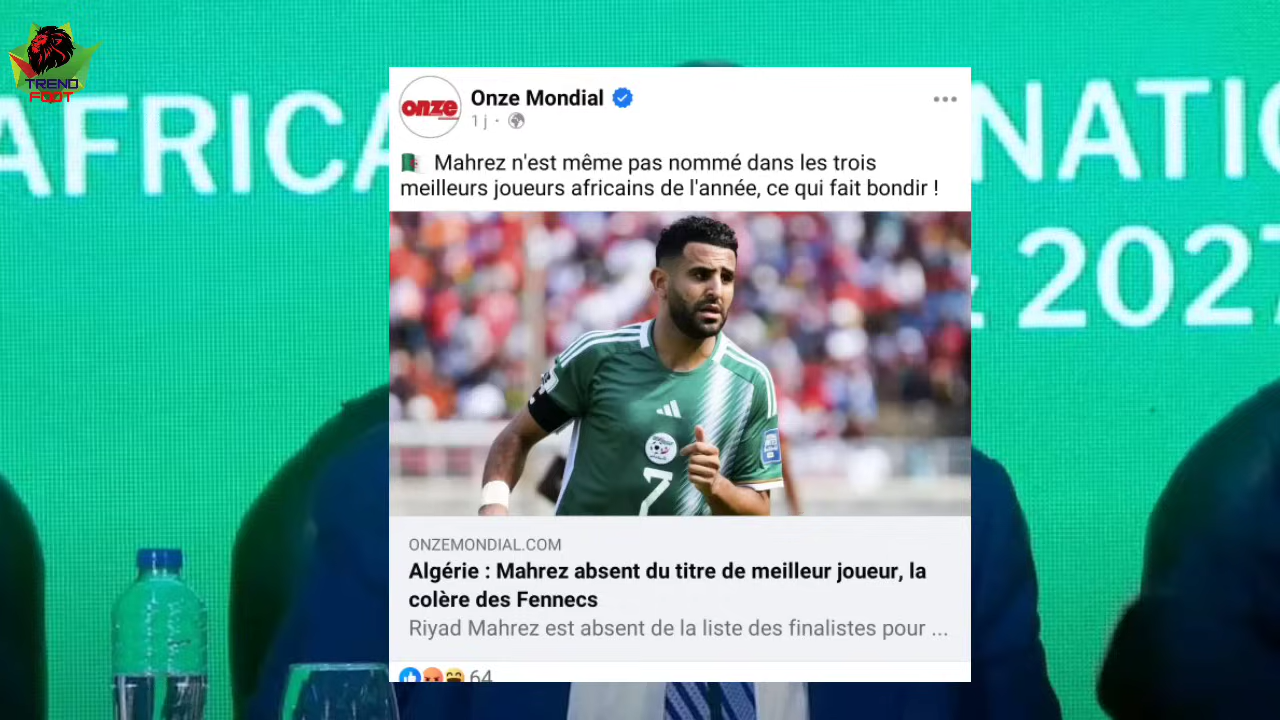 TREND
FOOT
AFRICA
NATIO
2027
onze
Onze Mondial
1 j ·
Mahrez n'est même pas nommé dans les trois
meilleurs joueurs africains de l'année, ce qui fait bondir !
7
ONZEMONDIAL.COM
Algérie : Mahrez absent du titre de meilleur joueur, la
colère des Fennecs
Riyad Mahrez est absent de la liste des finalistes pour ...
64